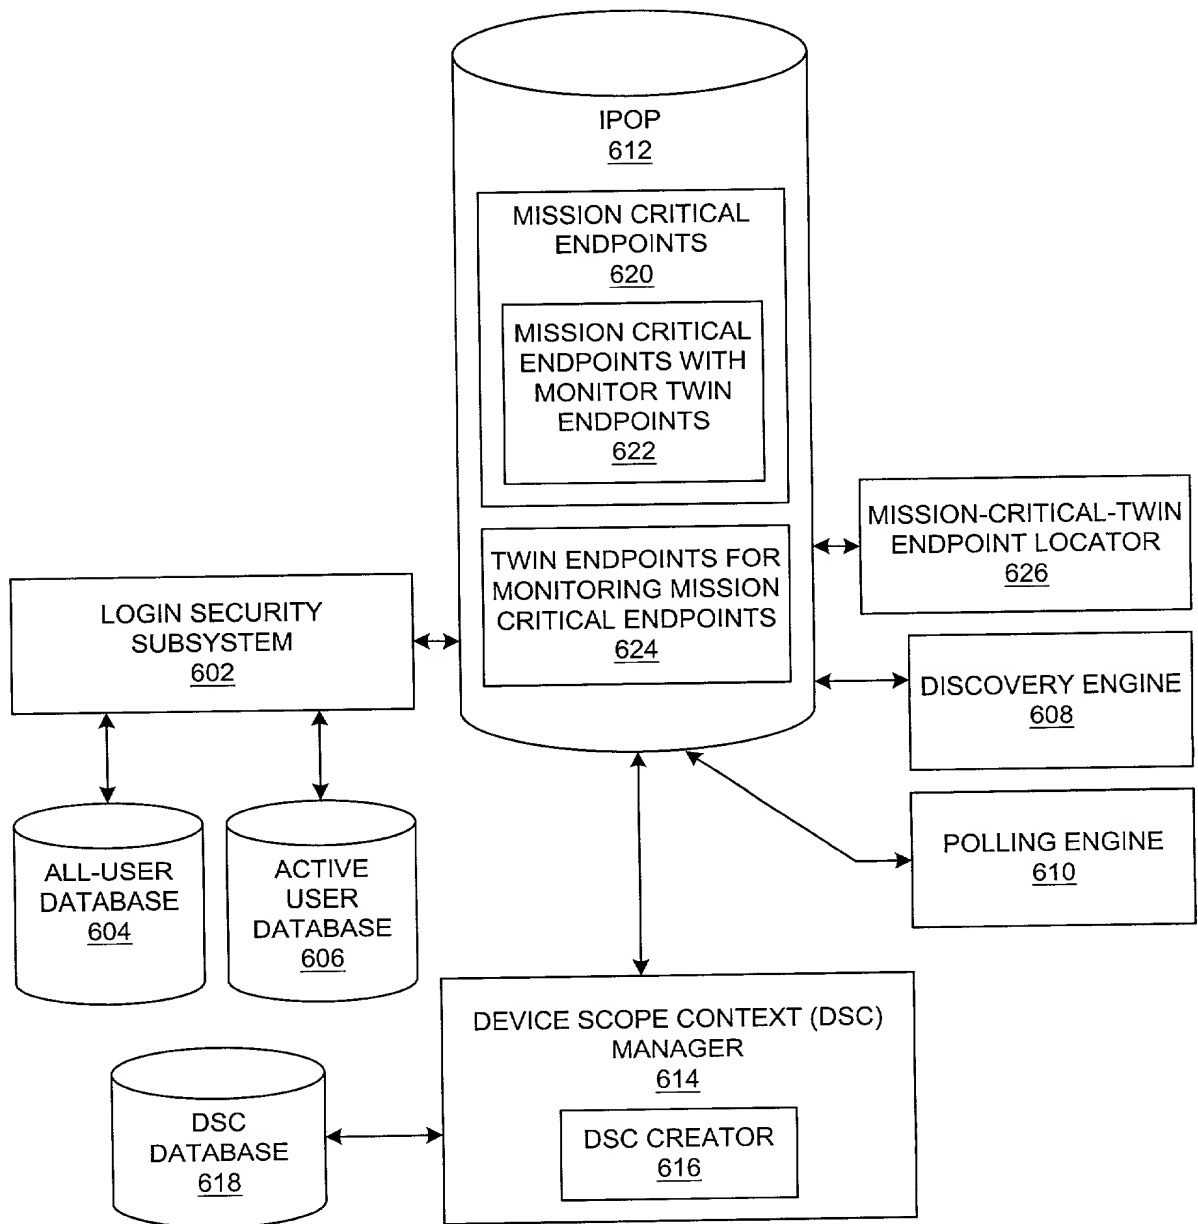 IPOP
612
MISSION CRITICAL
ENDPOINTS
620
MISSION CRITICAL
ENDPOINTS WITH
MONITOR TWIN
ENDPOINTS
622
TWIN ENDPOINTS FOR
MONITORING MISSION
CRITICAL ENDPOINTS
624
MISSION-CRITICAL-TWIN
ENDPOINT LOCATOR
626
LOGIN SECURITY
SUBSYSTEM
602
DISCOVERY ENGINE
608
POLLING ENGINE
610
ALL-USER
DATABASE
604
ACTIVE
USER
DATABASE
606
DEVICE SCOPE CONTEXT (DSC)
MANAGER
614
DSC CREATOR
616
DSC
DATABASE
618